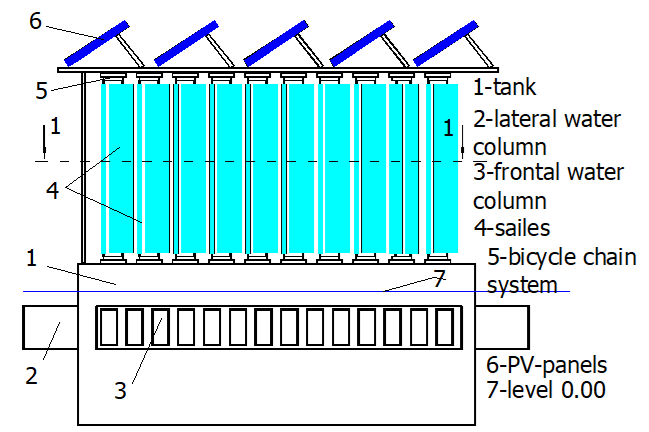 6
5
1
1
1-tank
2-lateral water
column
3-frontal water
column
4
4-sailes
5-bicycle chain
system
1
7
2
3
6-PV-panels
7-level 0.00